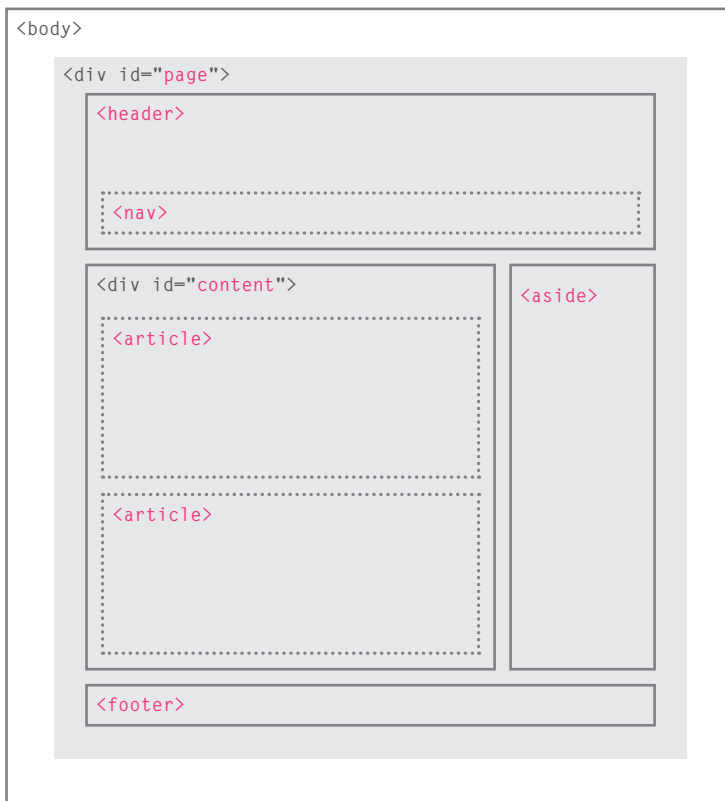 <body>
<div id="page">
<header>
<nav>
<div id="content">
<article>
<article>
<aside>
<footer>